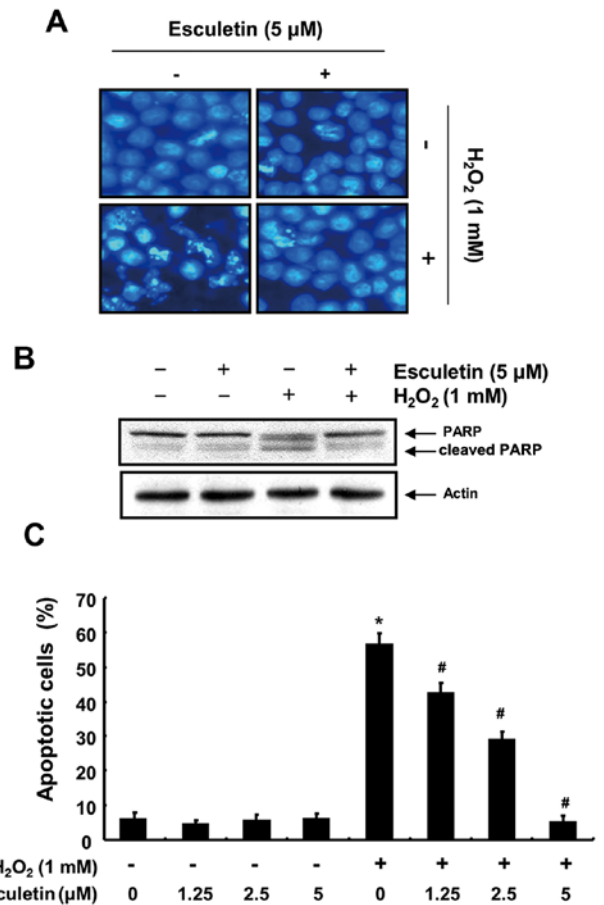 A
Esculetin (5 µM)
- +
-
+
H₂O₂ (1 mM)
B
- + - + Esculetin (5 µM)
- - + + H₂O₂ (1 mM)
PARP
cleaved PARP
Actin
C
Apoptotic cells (%)
70
60
50
40
30
20
10
0
*
#
#
#
H₂O₂ (1 mM) - - - - + + + +
culetin (µM) 0 1.25 2.5 5 0 1.25 2.5 5